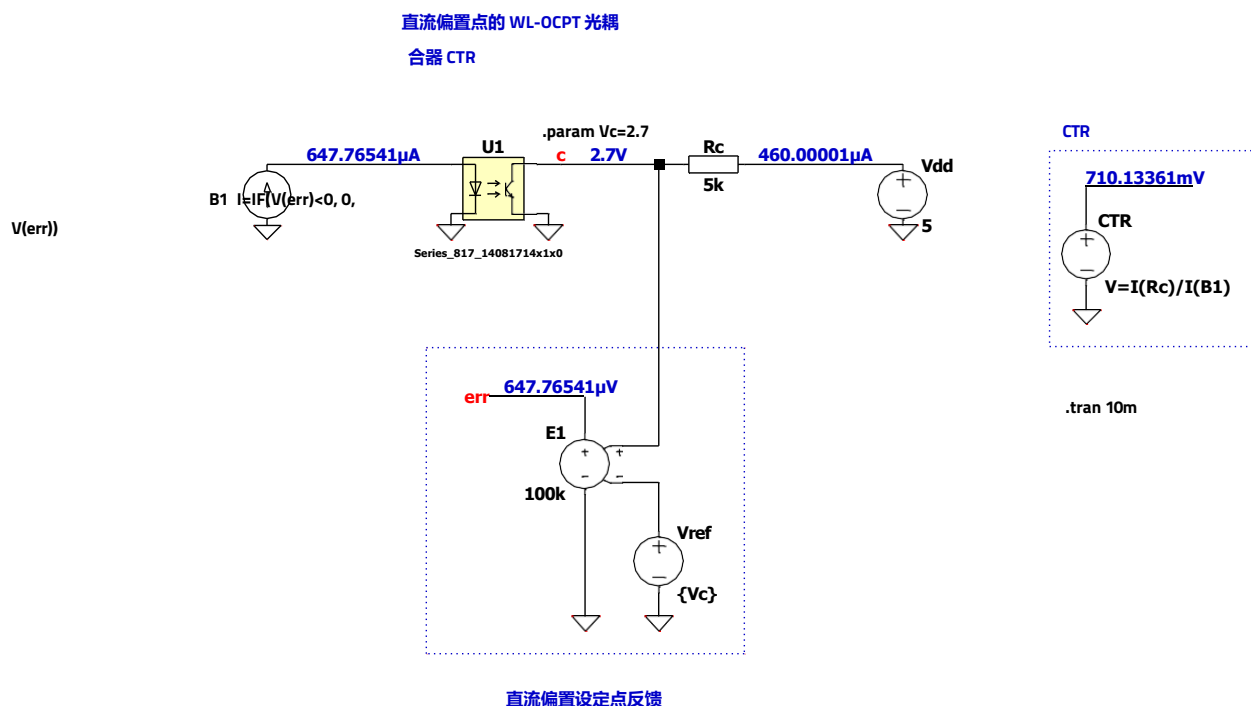 直流偏置点的 WL-OCPT 光耦
合器 CTR
.param Vc=2.7
CTR
U1
Rc
647.76541µA
c
2.7V
460.00001µA
Vdd
710.13361mV
5k
B1 I=IF(V(err)<0, 0,
V(err))
5
CTR
Series_817_14081714x1x0
V=I(Rc)/I(B1)
err
647.76541µV
.tran 10m
E1
100k
Vref
{Vc}
直流偏置设定点反馈